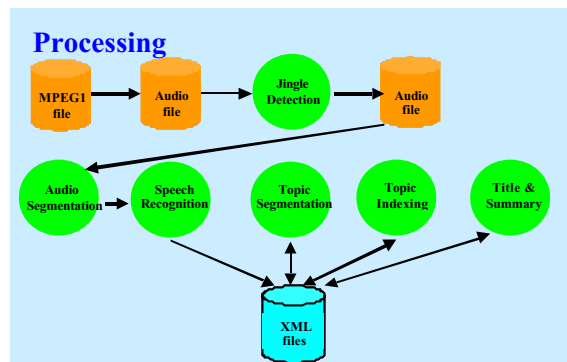 Processing
MPEG1
file
Audio
file
Jingle
Detection
Audio
file
Audio
Segmentation
Speech
Recognition
Topic
Segmentation
Topic
Indexing
Title &
Summary
XML
files